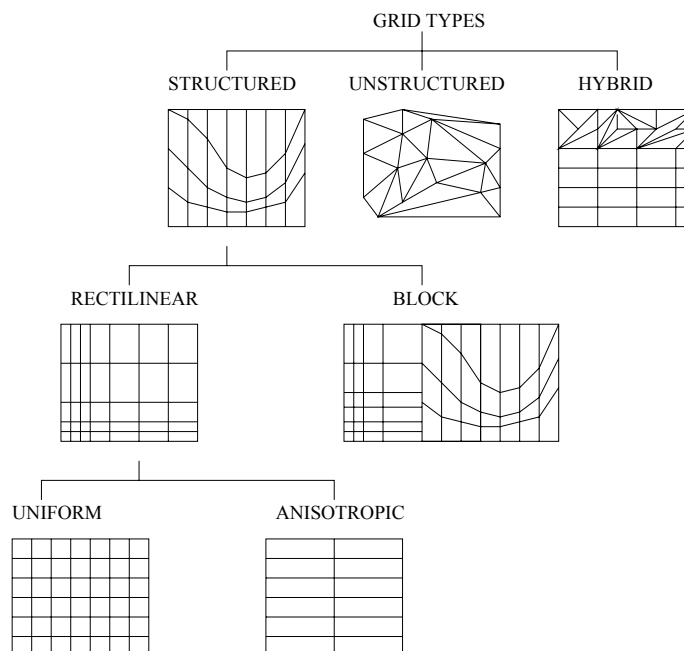 GRID TYPES
STRUCTURED UNSTRUCTURED HYBRID
RECTILINEAR BLOCK
UNIFORM ANISOTROPIC